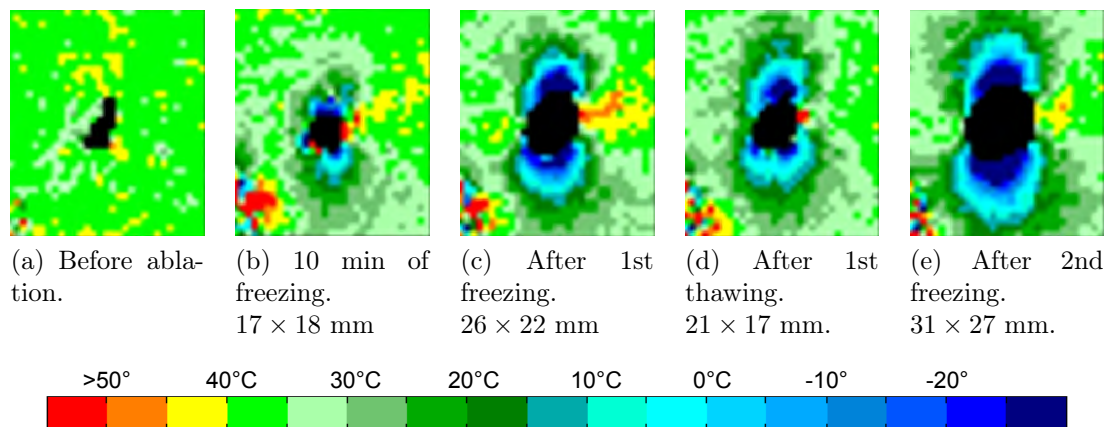 (a) Before abla-
tion.
(b) 10 min of
freezing.
17 × 18 mm
(c) After 1st
freezing.
26 × 22 mm
(d) After 1st
thawing.
21 × 17 mm.
(e) After 2nd
freezing.
31 × 27 mm.
>50° 40°C 30°C 20°C 10°C 0°C -10° -20°